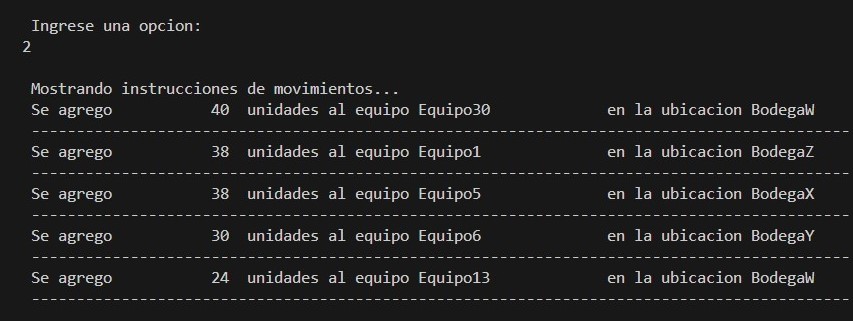 Ingrese una opcion:
2
Mostrando instrucciones de movimientos...
Se agrego 40 unidades al equipo Equipo30 en la ubicacion BodegaW
------------------------------------------------------------------------------------------
Se agrego 38 unidades al equipo Equipo1 en la ubicacion BodegaZ
------------------------------------------------------------------------------------------
Se agrego 38 unidades al equipo Equipo5 en la ubicacion BodegaX
------------------------------------------------------------------------------------------
Se agrego 30 unidades al equipo Equipo6 en la ubicacion BodegaY
------------------------------------------------------------------------------------------
Se agrego 24 unidades al equipo Equipo13 en la ubicacion BodegaW
------------------------------------------------------------------------------------------